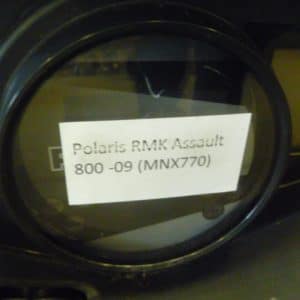 Polaris RMK Assault
800 -09 (MNX770)